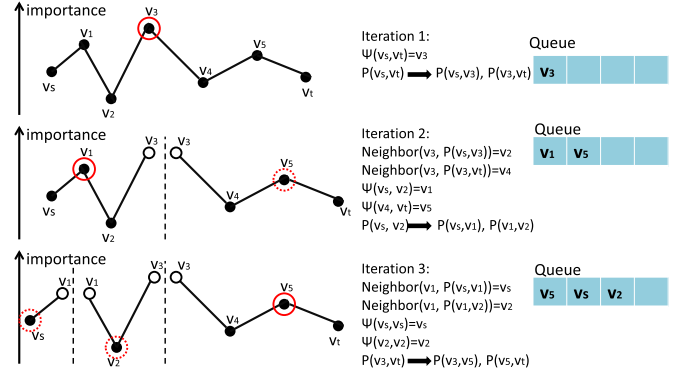 importance
v₁
v₃
v₅
vₛ
v₂
v₄
vₜ
Iteration 1:
Ψ(vₛ,vₜ)=v₃
P(vₛ,vₜ) ➡ P(vₛ,v₃), P(v₃,vₜ)
Queue
v₃
importance
v₁
v₃
v₃
v₅
vₛ
v₂
v₄
vₜ
Iteration 2:
Neighbor(v₃, P(vₛ,v₃))=v₂
Neighbor(v₃, P(v₃,vₜ))=v₄
Ψ(vₛ, v₂)=v₁
Ψ(v₄, vₜ)=v₅
P(vₛ, v₂) ➡ P(vₛ,v₁), P(v₁,v₂)
Queue
v₁ v₅
importance
v₁
v₁
v₃
v₃
v₅
vₛ
v₂
v₄
vₜ
Iteration 3:
Neighbor(v₁, P(vₛ,v₁))=vₛ
Neighbor(v₁, P(v₁,v₂))=v₂
Ψ(vₛ,vₛ)=vₛ
Ψ(v₂,v₂)=v₂
P(v₃,vₜ) ➡ P(v₃,v₅), P(v₅,vₜ)
Queue
v₅ vₛ v₂